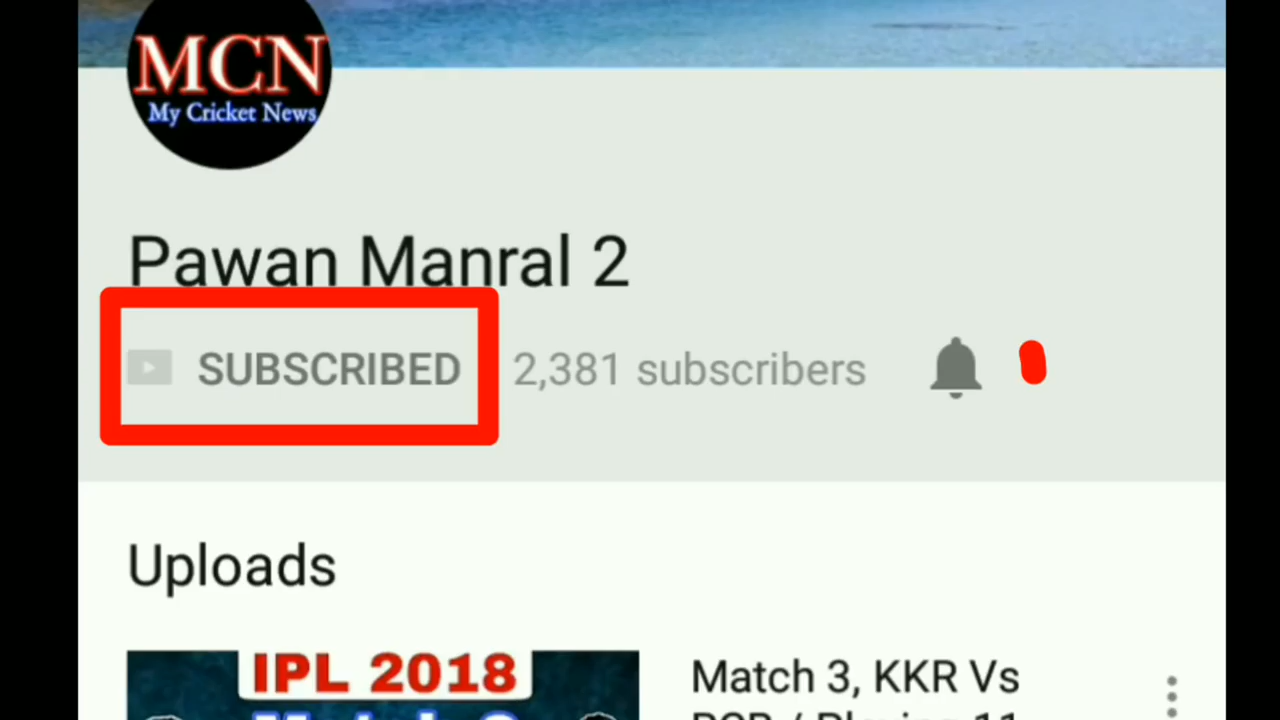 MCN
My Cricket News
Pawan Manral 2
SUBSCRIBED 2,381 subscribers
Uploads
IPL 2018
Match 3, KKR Vs